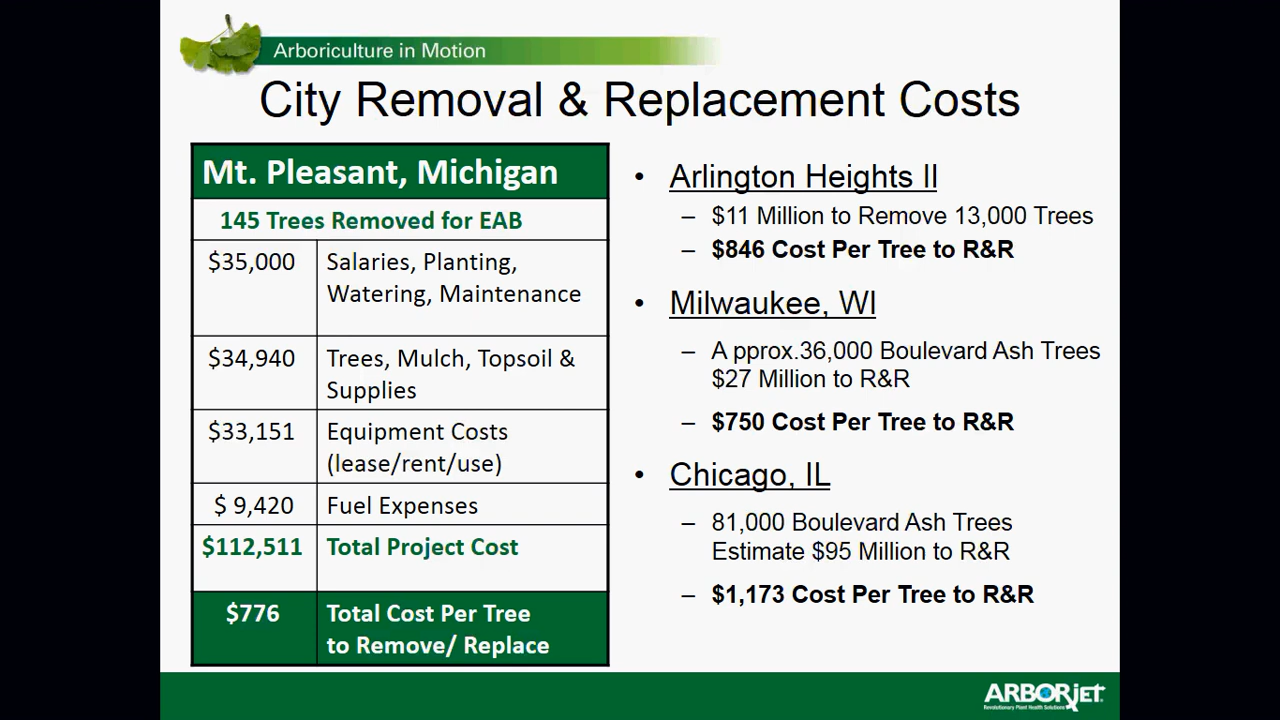 Arboriculture in Motion
City Removal & Replacement Costs
Mt. Pleasant, Michigan
145 Trees Removed for EAB
$35,000 Salaries, Planting,
Watering, Maintenance
$34,940 Trees, Mulch, Topsoil &
Supplies
$33,151 Equipment Costs
(lease/rent/use)
$ 9,420 Fuel Expenses
$112,511 Total Project Cost
$776 Total Cost Per Tree
to Remove/ Replace
• Arlington Heights Il
– $11 Million to Remove 13,000 Trees
– $846 Cost Per Tree to R&R
• Milwaukee, WI
– A pprox.36,000 Boulevard Ash Trees
$27 Million to R&R
– $750 Cost Per Tree to R&R
• Chicago, IL
– 81,000 Boulevard Ash Trees
Estimate $95 Million to R&R
– $1,173 Cost Per Tree to R&R
ARBORjET
Revolutionary Plant Health Solutions